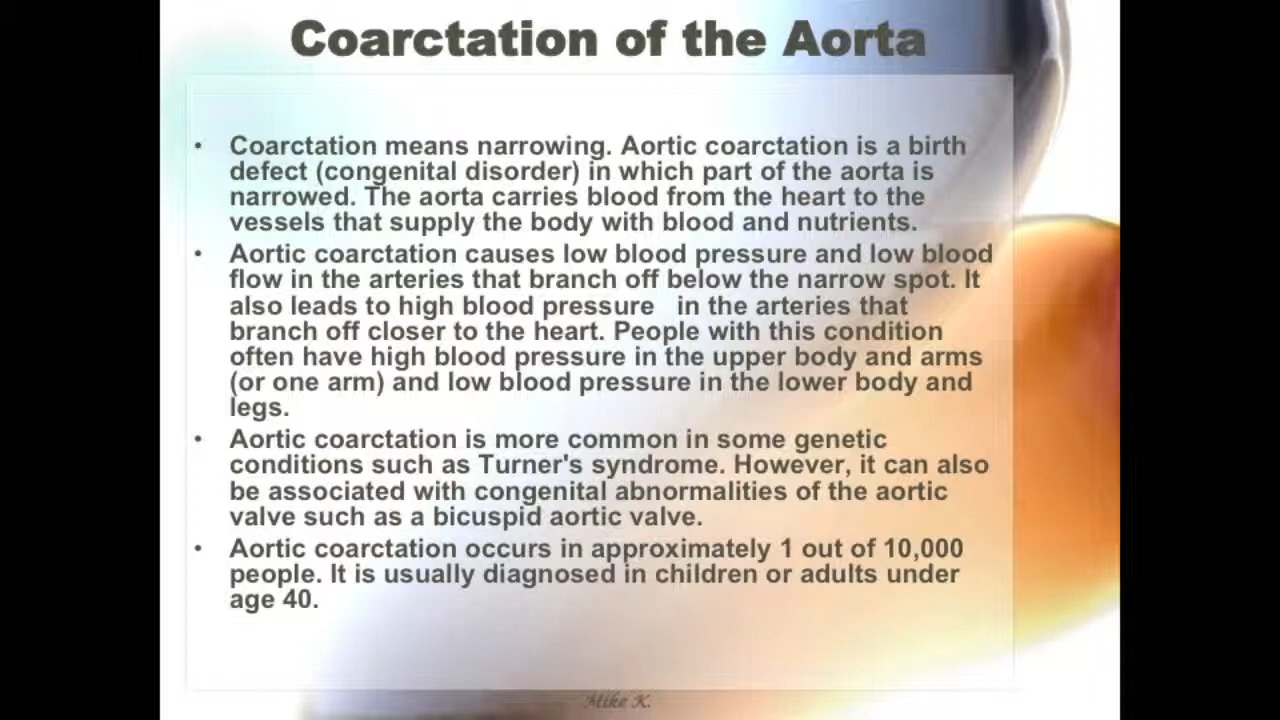 Coarctation of the Aorta
• Coarctation means narrowing. Aortic coarctation is a birth
defect (congenital disorder) in which part of the aorta is
narrowed. The aorta carries blood from the heart to the
vessels that supply the body with blood and nutrients.
• Aortic coarctation causes low blood pressure and low blood
flow in the arteries that branch off below the narrow spot. It
also leads to high blood pressure   in the arteries that
branch off closer to the heart. People with this condition
often have high blood pressure in the upper body and arms
(or one arm) and low blood pressure in the lower body and
legs.
• Aortic coarctation is more common in some genetic
conditions such as Turner's syndrome. However, it can also
be associated with congenital abnormalities of the aortic
valve such as a bicuspid aortic valve.
• Aortic coarctation occurs in approximately 1 out of 10,000
people. It is usually diagnosed in children or adults under
age 40.
Mike K.